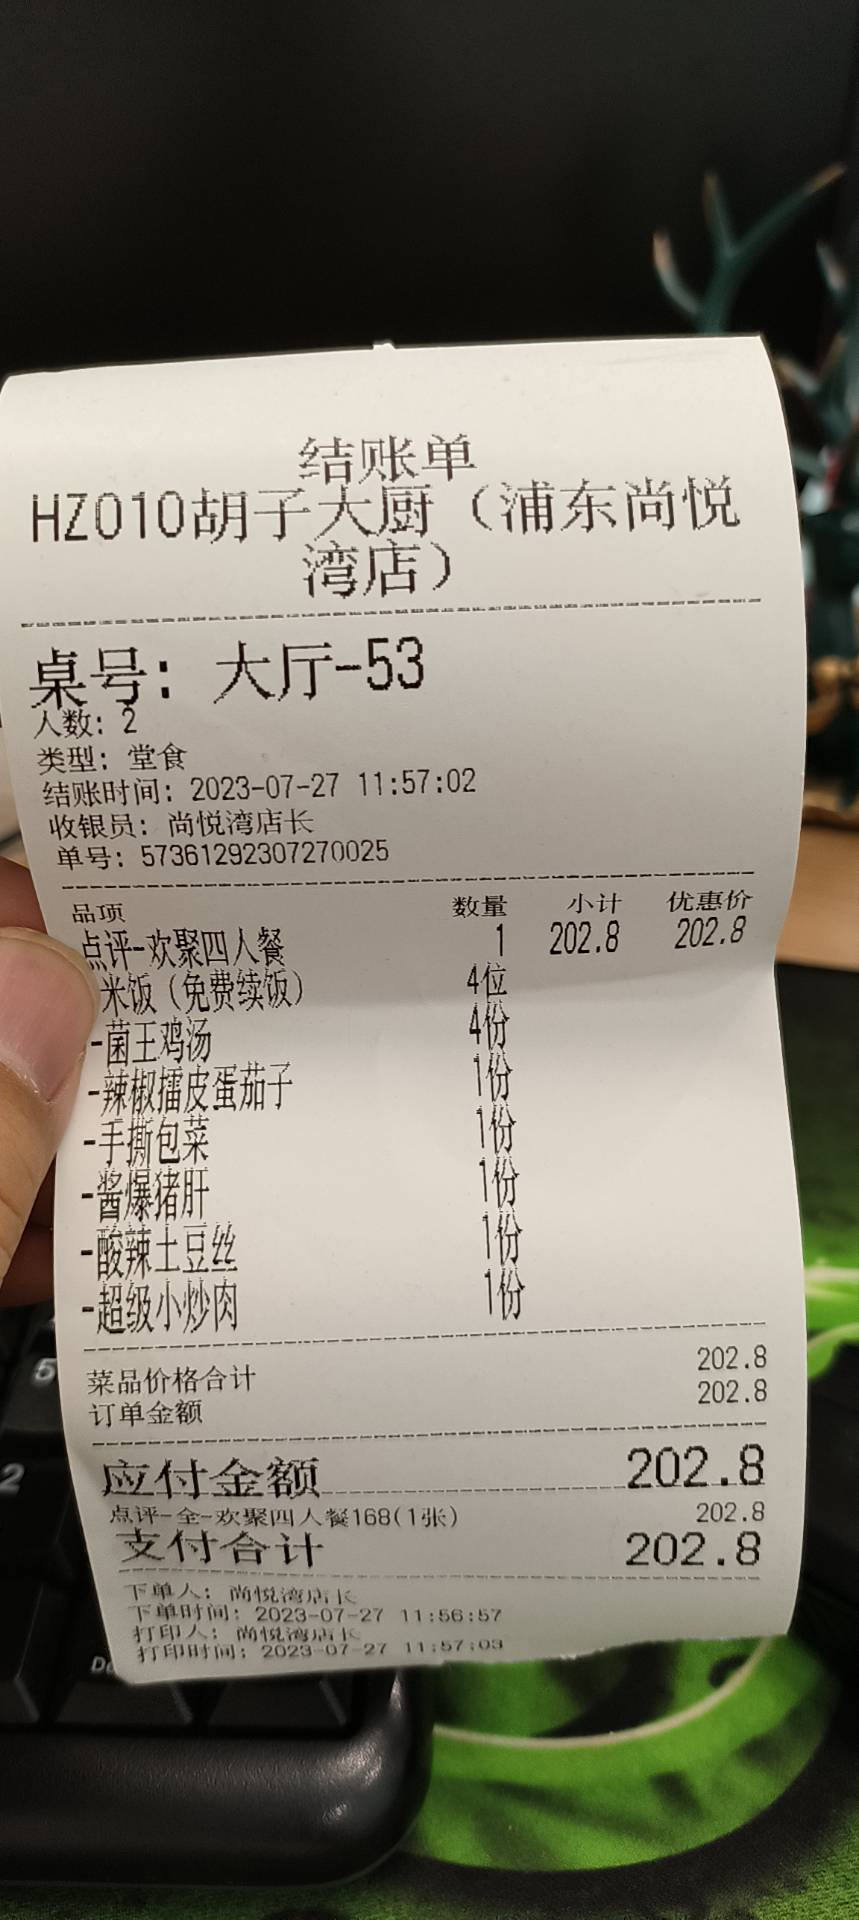 结账单
HZ010胡子大厨（浦东尚悦
湾店）
桌号：大厅-53
人数：2
类型：堂食
结账时间：2023-07-27 11:57:02
收银员：尚悦湾店长
单号：57361292307270025
品项 数量 小计 优惠价
点评-欢聚四人餐 1 202.8 202.8
米饭（免费续饭） 4位
-菌王鸡汤 4份
-辣椒擂皮蛋茄子 1份
-手撕包菜 1份
-酱爆猪肝 1份
-酸辣土豆丝 1份
-超级小炒肉 1份
菜品价格合计 202.8
订单金额 202.8
应付金额 202.8
点评-全-欢聚四人餐168(1张) 202.8
支付合计 202.8
下单人：尚悦湾店长
下单时间：2023-07-27 11:56:57
打印人：尚悦湾店长
打印时间：2023-07-27 11:57:03
5
2